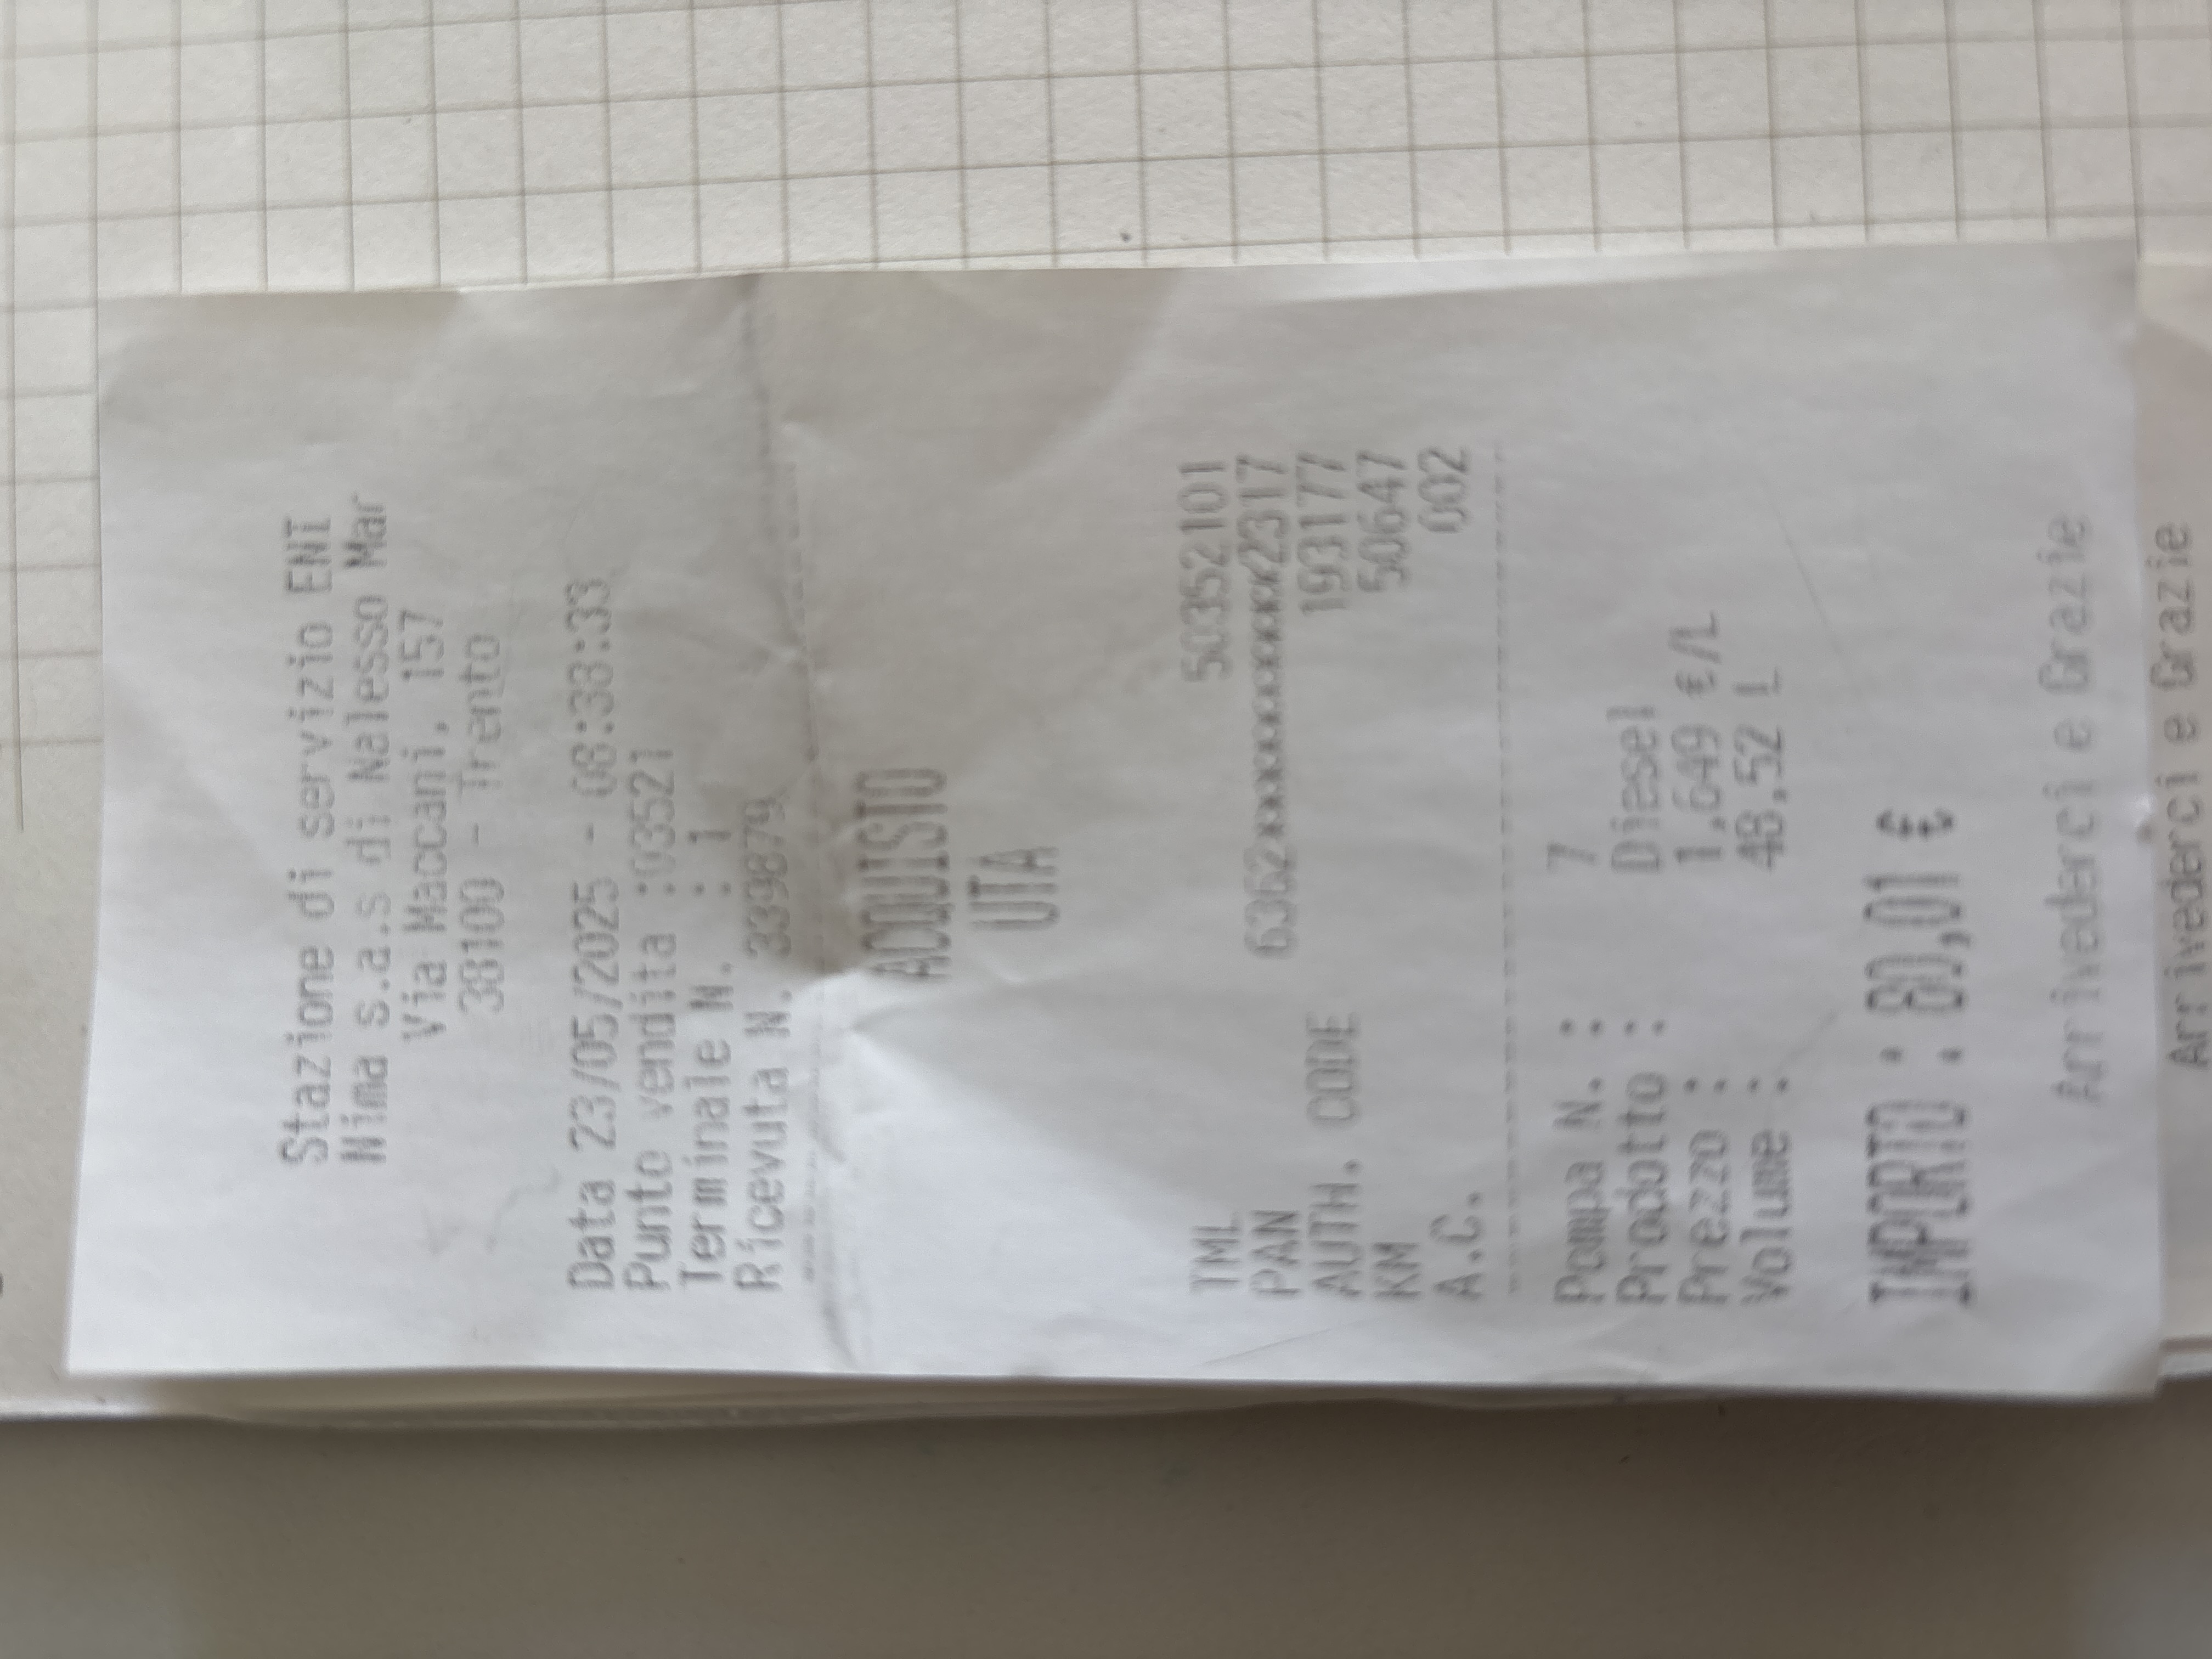 Stazione di servizio ENI
Nima s.a.s di Nalesso Mar
Via Maccani, 157
38100 - Trento
Data 23/05/2025 - 08:38:33
Punto vendita :03521
Terminale N. : 1
Ricevuta N. 339879
ACQUISTO
UTA
TML 50352101
PAN 6362xxxxxxxxxxx2317
AUTH. CODE 193177
KM 50647
A.C. 002
Pompa N. : 7
Prodotto : Diesel
Prezzo : 1,649 €/L
Volume : 48,52 L
IMPORTO : 80,01 €
Arrivederci e Grazie
Arrivederci e Grazie